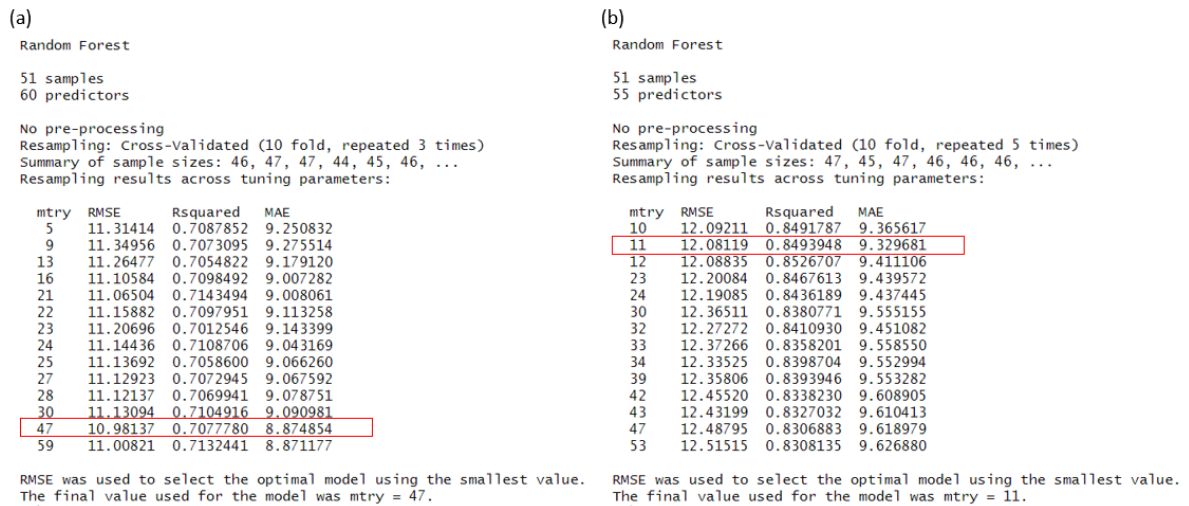 (a)
Random Forest
51 samples
60 predictors
No pre-processing
Resampling: Cross-Validated (10 fold, repeated 3 times)
Summary of sample sizes: 46, 47, 47, 44, 45, 46, ...
Resampling results across tuning parameters:
mtry RMSE Rsquared MAE
5 11.31414 0.7087852 9.250832
9 11.34956 0.7073095 9.275514
13 11.26477 0.7054822 9.179120
16 11.10584 0.7098492 9.007282
21 11.06504 0.7143494 9.008061
22 11.15882 0.7097951 9.113258
23 11.20696 0.7012546 9.143399
24 11.14436 0.7108706 9.043169
25 11.13692 0.7058600 9.066260
27 11.12923 0.7072945 9.067592
28 11.12137 0.7069941 9.078751
30 11.13094 0.7104916 9.090981
47 10.98137 0.7077780 8.874854
59 11.00821 0.7132441 8.871177
RMSE was used to select the optimal model using the smallest value.
The final value used for the model was mtry = 47.
(b)
Random Forest
51 samples
55 predictors
No pre-processing
Resampling: Cross-Validated (10 fold, repeated 5 times)
Summary of sample sizes: 47, 45, 47, 46, 46, 46, ...
Resampling results across tuning parameters:
mtry RMSE Rsquared MAE
10 12.09211 0.8491787 9.365617
11 12.08119 0.8493948 9.329681
12 12.08835 0.8526707 9.411106
23 12.20084 0.8467613 9.439572
24 12.19085 0.8436189 9.437445
30 12.36511 0.8380771 9.555155
32 12.27272 0.8410930 9.451082
33 12.37266 0.8358201 9.558550
34 12.33525 0.8398704 9.552994
39 12.35806 0.8393946 9.553282
42 12.45520 0.8338230 9.608905
43 12.43199 0.8327032 9.610413
47 12.48795 0.8306883 9.618979
53 12.51515 0.8308135 9.626880
RMSE was used to select the optimal model using the smallest value.
The final value used for the model was mtry = 11.